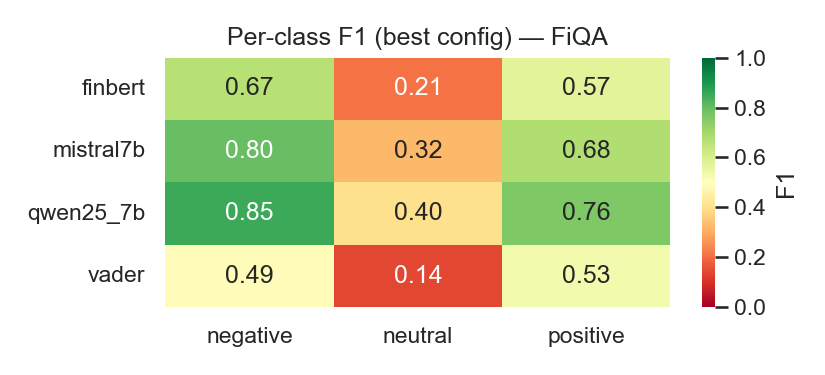 Per-class F1 (best config) — FiQA
finbert 0.67 0.21 0.57
mistral7b 0.80 0.32 0.68
qwen25_7b 0.85 0.40 0.76
vader 0.49 0.14 0.53
negative neutral positive
1.0
0.8
0.6
0.4
0.2
0.0
F1